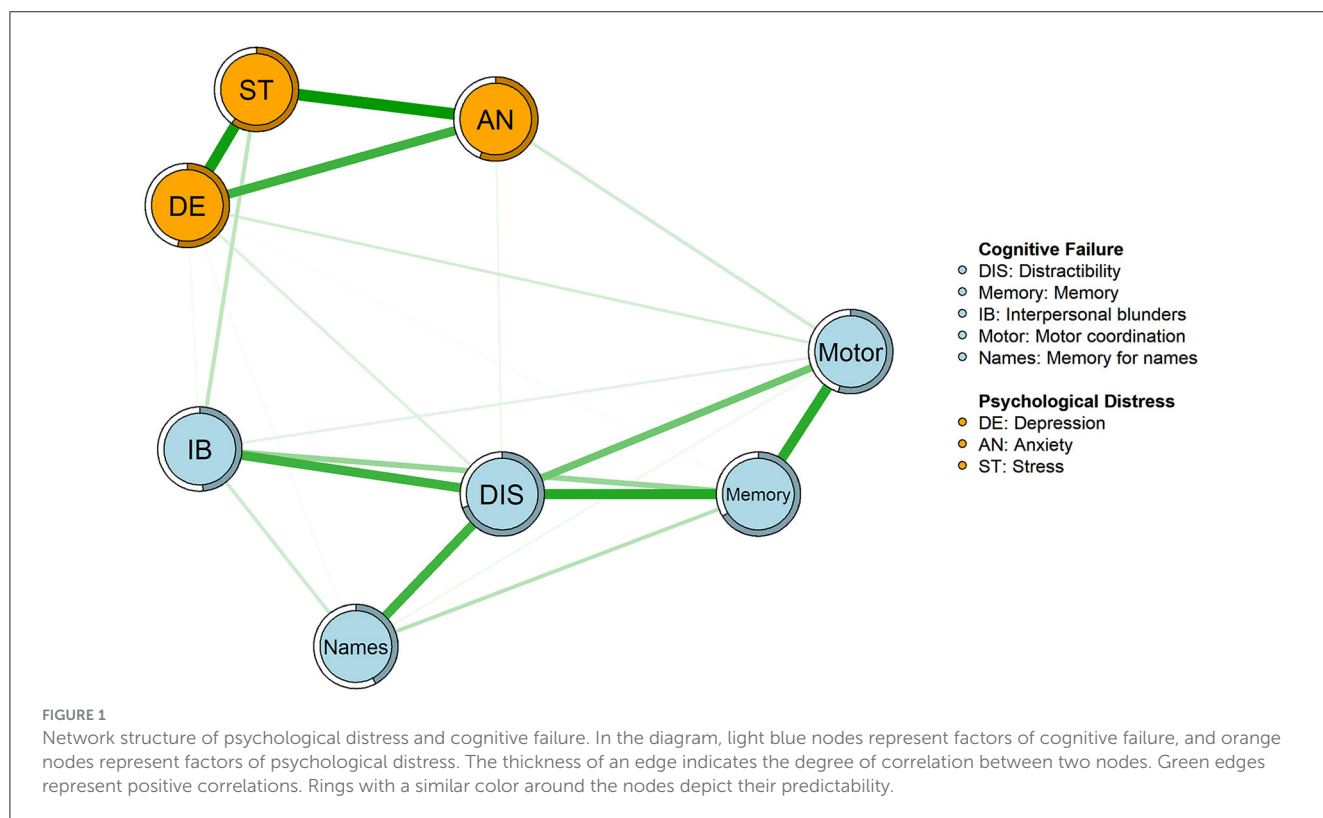 ST
AN
DE
Motor
IB
DIS
Memory
Names
Cognitive Failure
DIS: Distractibility
Memory: Memory
IB: Interpersonal blunders
Motor: Motor coordination
Names: Memory for names
Psychological Distress
DE: Depression
AN: Anxiety
ST: Stress
FIGURE 1
Network structure of psychological distress and cognitive failure. In the diagram, light blue nodes represent factors of cognitive failure, and orange
nodes represent factors of psychological distress. The thickness of an edge indicates the degree of correlation between two nodes. Green edges
represent positive correlations. Rings with a similar color around the nodes depict their predictability.